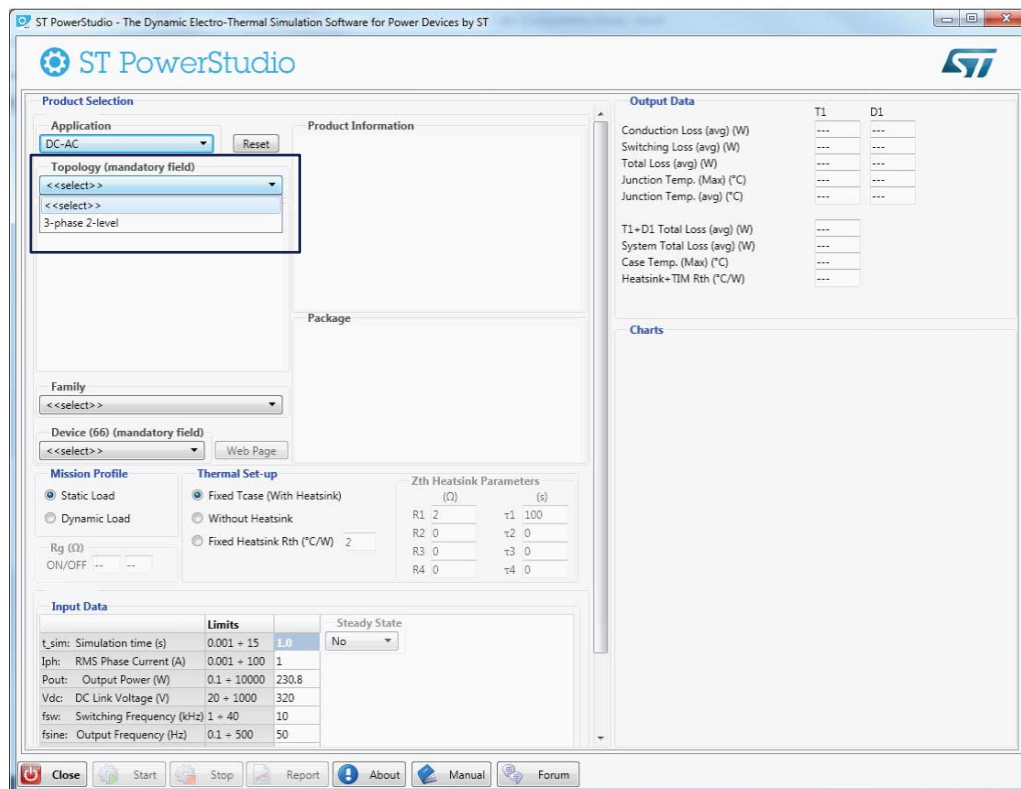 ST PowerStudio - The Dynamic Electro-Thermal Simulation Software for Power Devices by ST
ST PowerStudio
ST
Product Selection
Application
DC-AC
Reset
Topology (mandatory field)
<<select>>
<<select>>
3-phase 2-level
Product Information
Package
Family
<<select>>
Device (66) (mandatory field)
<<select>>
Web Page
Mission Profile
Static Load
Dynamic Load
Rg (Ω)
ON/OFF -- --
Thermal Set-up
Fixed Tcase (With Heatsink)
Without Heatsink
Fixed Heatsink Rth (°C/W) 2
Zth Heatsink Parameters
(Ω) (s)
R1 2 τ1 100
R2 0 τ2 0
R3 0 τ3 0
R4 0 τ4 0
Input Data
Limits
t_sim: Simulation time (s) 0.001 ÷ 15 1.0
Iph: RMS Phase Current (A) 0.001 ÷ 100 1
Pout: Output Power (W) 0.1 ÷ 10000 230.8
Vdc: DC Link Voltage (V) 20 ÷ 1000 320
fsw: Switching Frequency (kHz) 1 ÷ 40 10
fsine: Output Frequency (Hz) 0.1 ÷ 500 50
Steady State
No
Output Data
T1 D1
Conduction Loss (avg) (W) --- ---
Switching Loss (avg) (W) --- ---
Total Loss (avg) (W) --- ---
Junction Temp. (Max) (°C) --- ---
Junction Temp. (avg) (°C) --- ---
T1+D1 Total Loss (avg) (W) ---
System Total Loss (avg) (W) ---
Case Temp. (Max) (°C) ---
Heatsink+TIM Rth (°C/W) ---
Charts
Close Start Stop Report About Manual Forum